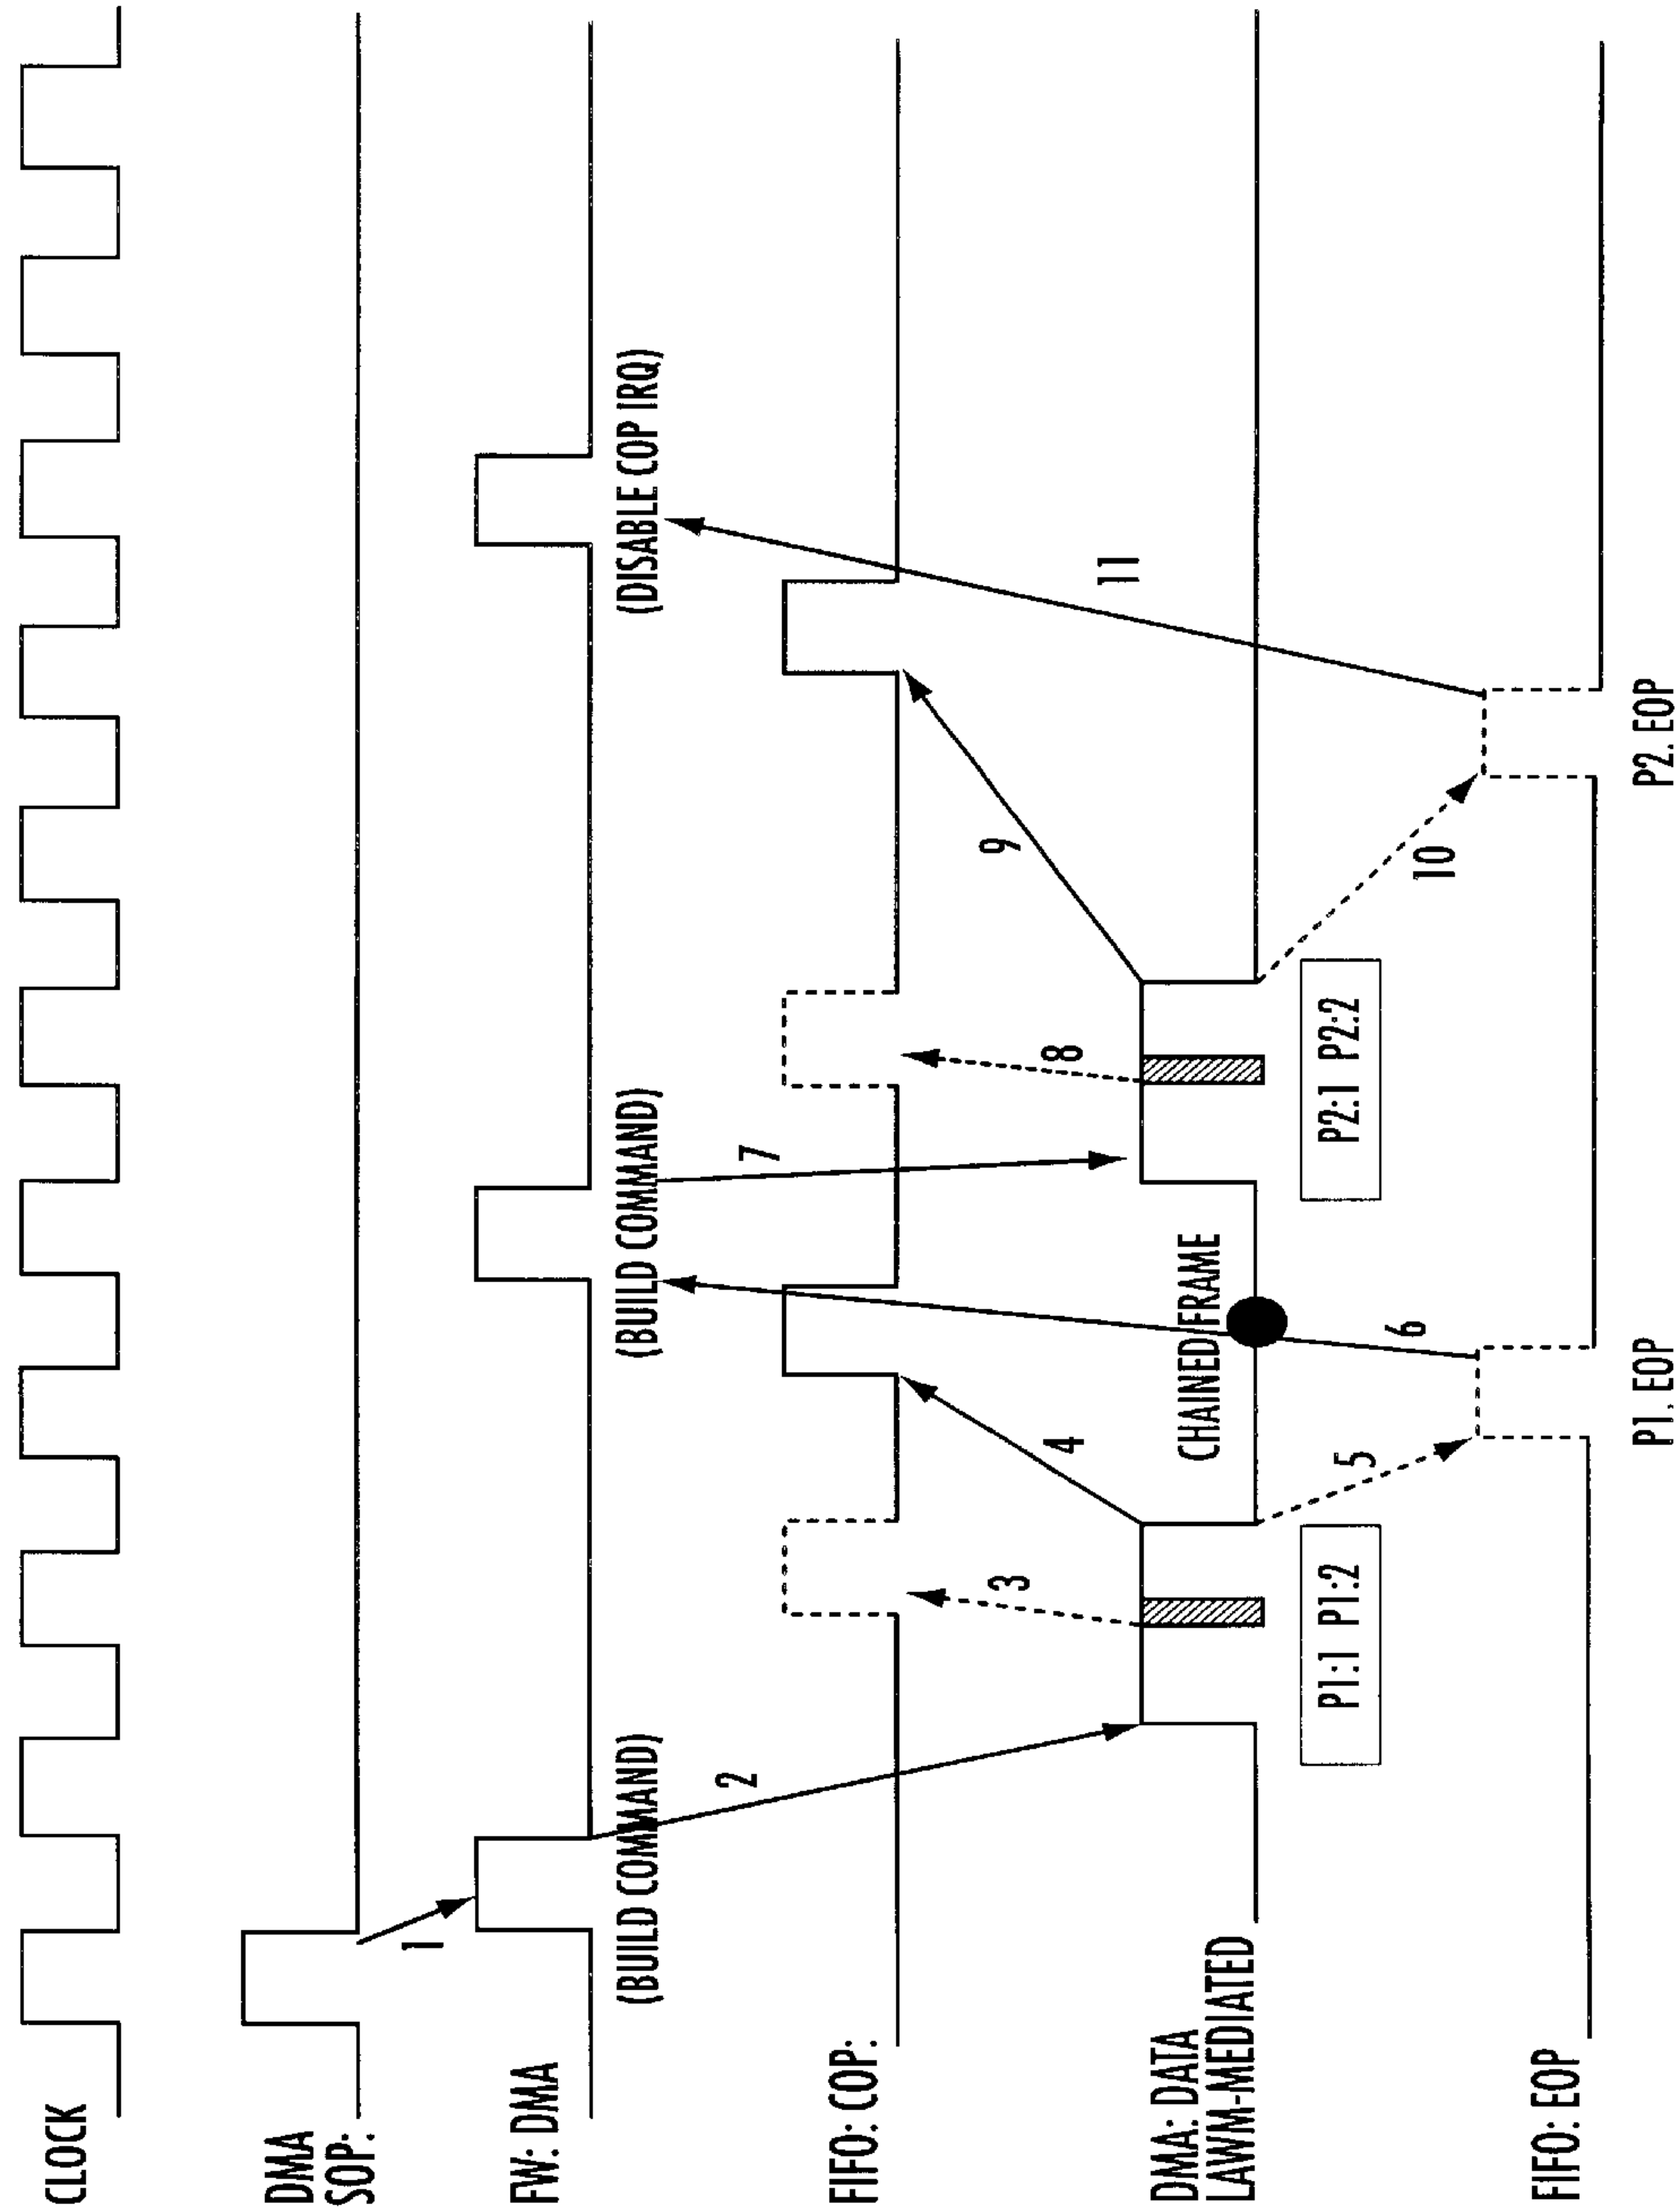 CLOCK
DMA
SOP:
1
FW: DMA
(BUILD COMMAND)
(BUILD COMMAND)
(DISABLE COP IRQ)
2
7
FIFO: COP:
3
4
8
9
11
DMA: DATA
LAWM-MEDIATED
CHAINED FRAME
P1:1 P1:2
P2:1 P2:2
5
6
10
FIFO: EOP
P1. EOP
P2. EOP